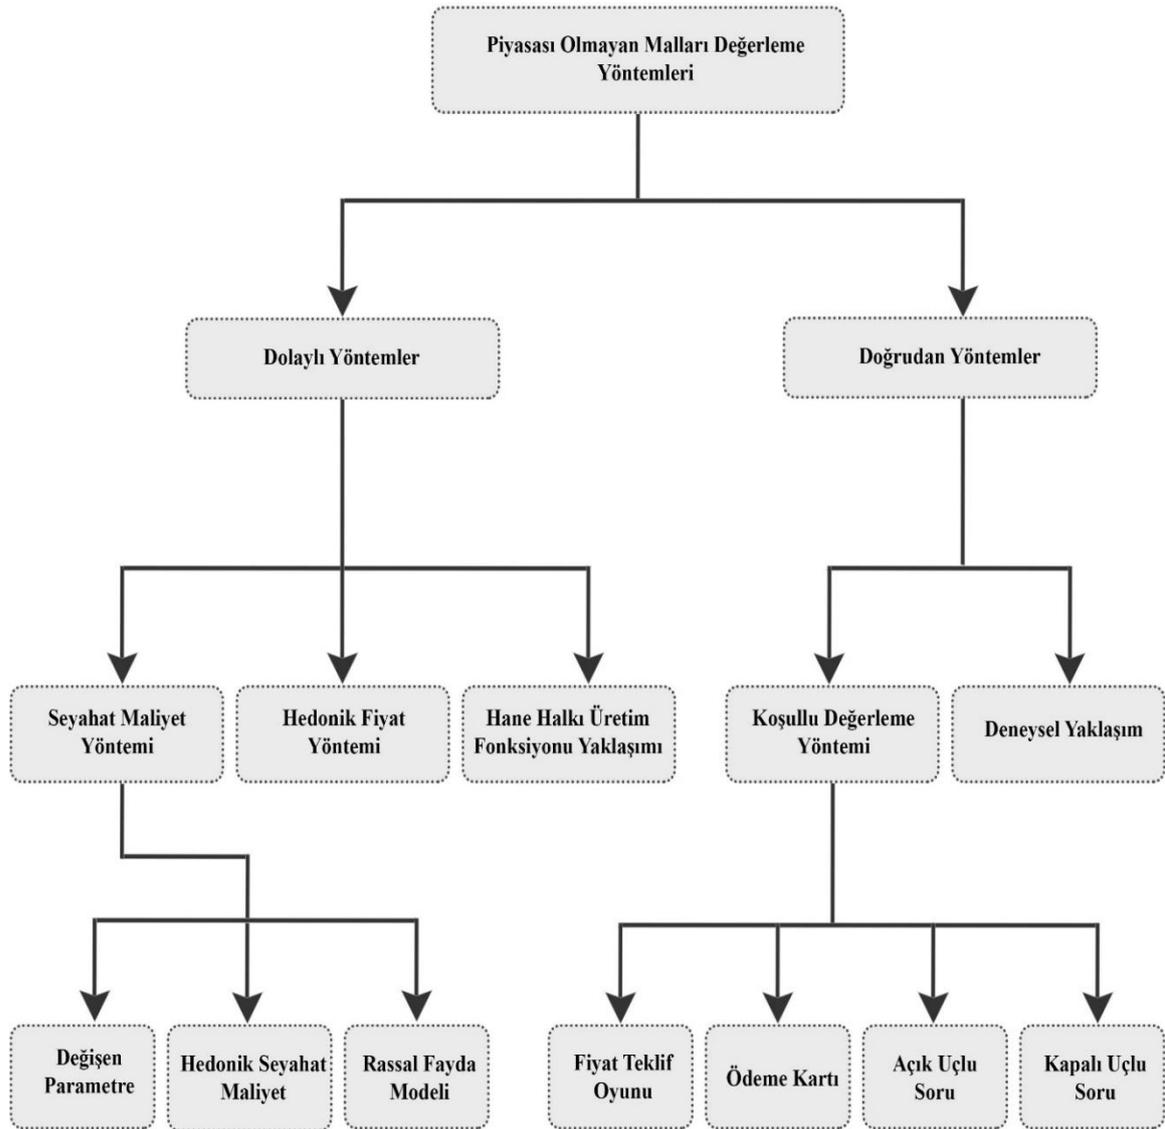 Piyasası Olmayan Malları Değerleme
Yöntemleri
Dolaylı Yöntemler
Doğrudan Yöntemler
Seyahat Maliyet
Yöntemi
Hedonik Fiyat
Yöntemi
Hane Halkı Üretim
Fonksiyonu Yaklaşımı
Koşullu Değerleme
Yöntemi
Deneysel Yaklaşım
Değişen
Parametre
Hedonik Seyahat
Maliyet
Rassal Fayda
Modeli
Fiyat Teklif
Oyunu
Ödeme Kartı
Açık Uçlu
Soru
Kapalı Uçlu
Soru